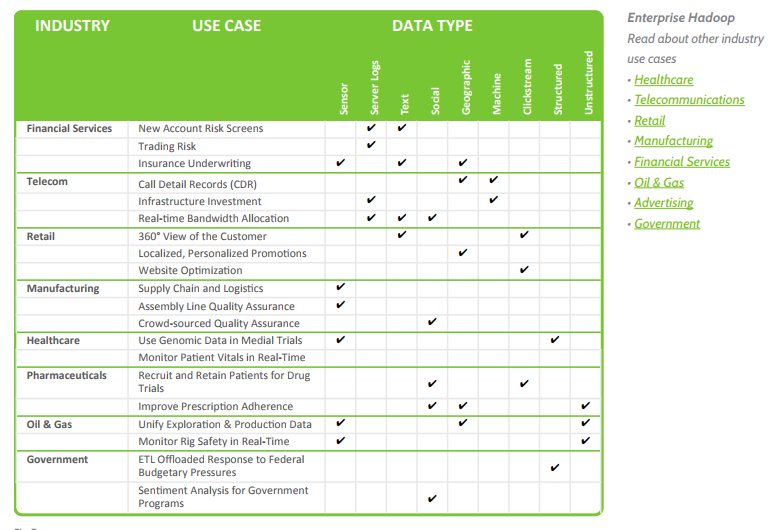 INDUSTRY USE CASE DATA TYPE
Sensor Server Logs Text Social Geographic Machine Clickstream Structured Unstructured
Financial Services New Account Risk Screens ✔ ✔
Trading Risk ✔
Insurance Underwriting ✔ ✔ ✔
Telecom Call Detail Records (CDR) ✔ ✔
Infrastructure Investment ✔ ✔
Real-time Bandwidth Allocation ✔ ✔ ✔
Retail 360° View of the Customer ✔ ✔
Localized, Personalized Promotions ✔
Website Optimization ✔
Manufacturing Supply Chain and Logistics ✔
Assembly Line Quality Assurance ✔
Crowd-sourced Quality Assurance ✔
Healthcare Use Genomic Data in Medial Trials ✔ ✔
Monitor Patient Vitals in Real-Time
Pharmaceuticals Recruit and Retain Patients for Drug
Trials ✔ ✔
Improve Prescription Adherence ✔ ✔ ✔
Oil & Gas Unify Exploration & Production Data ✔ ✔ ✔
Monitor Rig Safety in Real-Time ✔ ✔
Government ETL Offloaded Response to Federal
Budgetary Pressures ✔
Sentiment Analysis for Government
Programs ✔
Enterprise Hadoop
Read about other industry
use cases
• Healthcare
• Telecommunications
• Retail
• Manufacturing
• Financial Services
• Oil & Gas
• Advertising
• Government